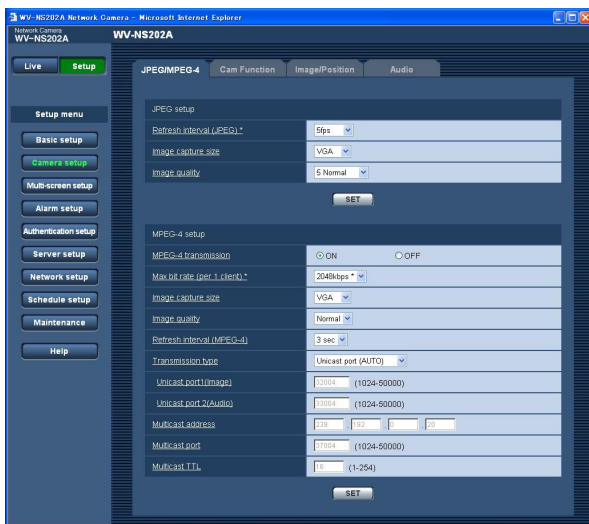 WV-NS202A Network Camera - Microsoft Internet Explorer
Network Camera
WV-NS202A
WV-NS202A
Live
Setup
Setup menu
Basic setup
Camera setup
Multi-screen setup
Alarm setup
Authentication setup
Server setup
Network setup
Schedule setup
Maintenance
Help
JPEG/MPEG-4
Cam Function
Image/Position
Audio
JPEG setup
Refresh interval (JPEG) *
5fps
Image capture size
VGA
Image quality
5 Normal
SET
MPEG-4 setup
MPEG-4 transmission
ON
OFF
Max bit rate (per 1 client) *
2048kbps *
Image capture size
VGA
Image quality
Normal
Refresh interval (MPEG-4)
3 sec
Transmission type
Unicast port (AUTO)
Unicast port1(Image)
(1024-50000)
Unicast port 2(Audio)
33004 (1024-50000)
Multicast address
239 . 192 . 0 . 20
Multicast port
37004 (1024-50000)
Multicast TTL
16 (1-254)
SET